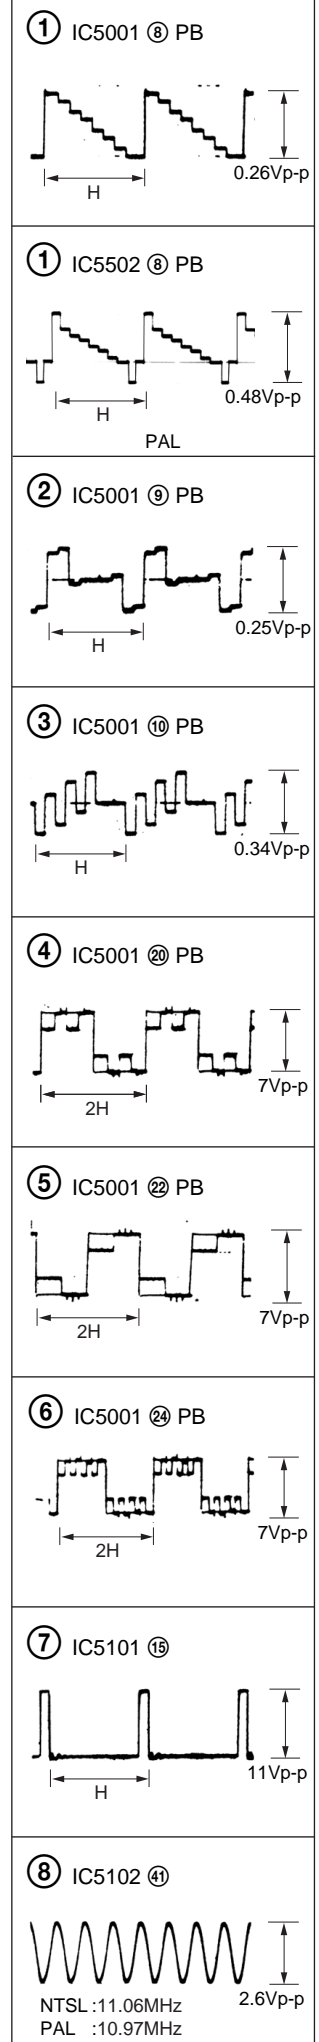 ① IC5001 ⑧ PB
0.26Vp-p
H
① IC5502 ⑧ PB
0.48Vp-p
H
PAL
② IC5001 ⑨ PB
0.25Vp-p
H
③ IC5001 ⑩ PB
0.34Vp-p
H
④ IC5001 ⑳ PB
7Vp-p
2H
⑤ IC5001 ㉒ PB
7Vp-p
2H
⑥ IC5001 ㉔ PB
7Vp-p
2H
⑦ IC5101 ⑮
11Vp-p
H
⑧ IC5102 ㊶
2.6Vp-p
NTSL :11.06MHz
PAL :10.97MHz